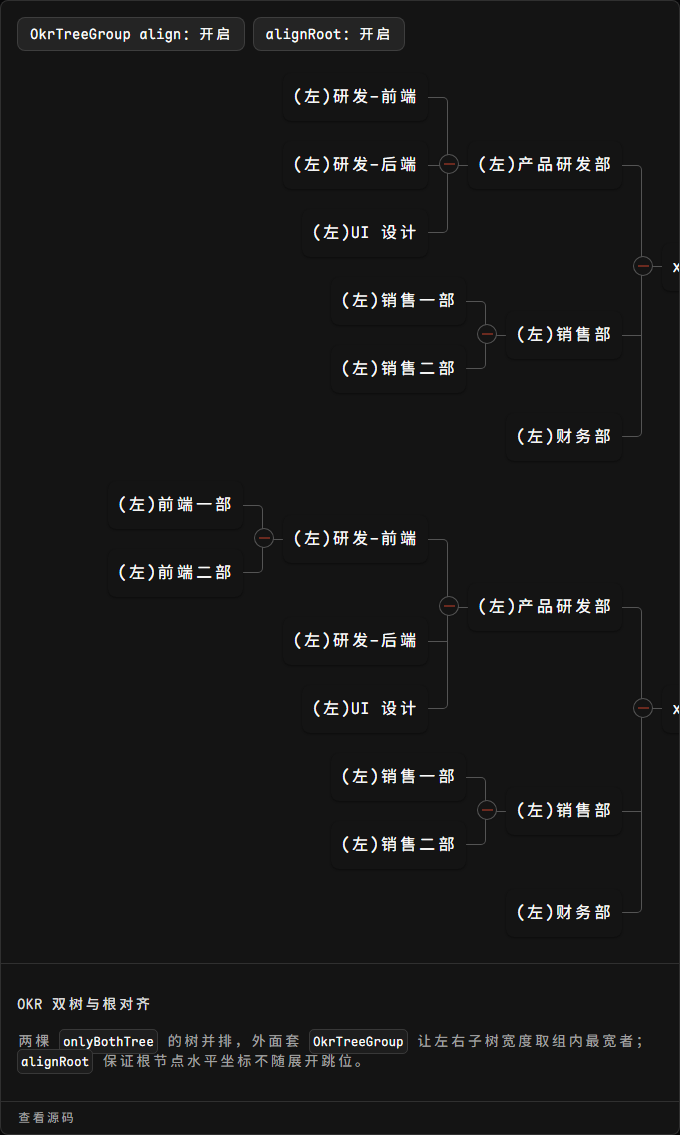 OkrTreeGroup align: 开启 alignRoot: 开启
(左)研发-前端
(左)研发-后端 (左)产品研发部
(左)UI 设计
x
(左)销售一部
(左)销售部
(左)销售二部
(左)财务部
(左)前端一部
(左)研发-前端
(左)前端二部
(左)产品研发部
(左)研发-后端
(左)UI 设计 x
(左)销售一部
(左)销售部
(左)销售二部
(左)财务部
OKR 双树与根对齐
两棵 onlyBothTree 的树并排，外面套 OkrTreeGroup 让左右子树宽度取组内最宽者；
alignRoot 保证根节点水平坐标不随展开跳位。
查看源码